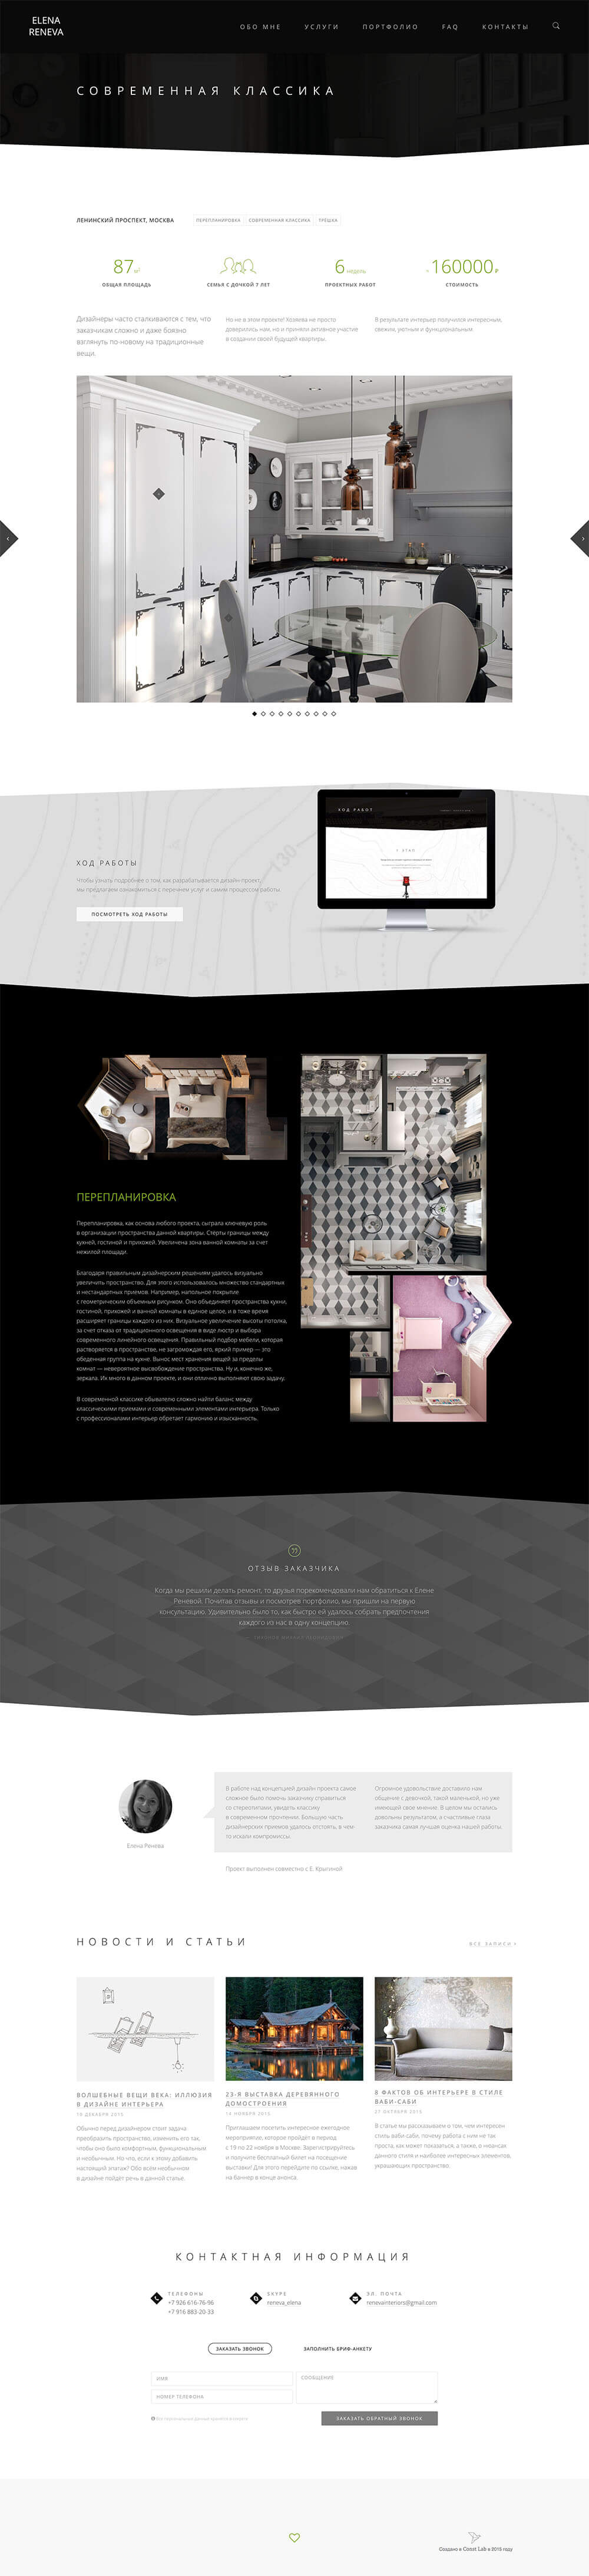 ELENA
RENEVA
ОБО МНЕ УСЛУГИ ПОРТФОЛИО FAQ КОНТАКТЫ
СОВРЕМЕННАЯ КЛАССИКА
ЛЕНИНСКИЙ ПРОСПЕКТ, МОСКВА
ПЕРЕПЛАНИРОВКА СОВРЕМЕННАЯ КЛАССИКА ТРЕШКА
87 м²
ОБЩАЯ ПЛОЩАДЬ
СЕМЬЯ С ДОЧКОЙ 7 ЛЕТ
6 недель
ПРОЕКТНЫХ РАБОТ
160000 ₽
СТОИМОСТЬ
Дизайнеры часто сталкиваются с тем, что
заказчикам сложно и даже боязно
взглянуть по-новому на традиционные
вещи.
Но не в этом проекте! Хозяева не просто
доверились нам, но и приняли активное участие
в создании своей будущей квартиры.
В результате интерьер получился интересным,
свежим, уютным и функциональным.
ХОД РАБОТЫ
Чтобы узнать подробнее о том, как разрабатывается дизайн-проект,
мы предлагаем ознакомиться с перечнем услуг и самим процессом работы.
ПОСМОТРЕТЬ ХОД РАБОТЫ
ХОД РАБОТ
1 ЭТАП
ПЕРЕПЛАНИРОВКА
Перепланировка, как основа любого проекта, сыграла ключевую роль
в организации пространства данной квартиры. Стерты границы между
кухней, гостиной и прихожей. Увеличена зона ванной комнаты за счет
нежилой площади.
Благодаря правильным дизайнерским решениям удалось визуально
увеличить пространство. Для этого использовалось множество стандартных
и нестандартных приёмов. Например, напольное покрытие
с геометрическим объемным рисунком. Оно объединяет пространства кухни,
гостиной, прихожей и ванной комнаты в единое целое, и в тоже время
расширяет границы каждого из них. Визуальное увеличение высоты потолка,
за счет отказа от традиционного освещения в виде люстр и выбора
современного линейного освещения. Правильный подбор мебели, которая
растворяется в пространстве, не загромождая его, яркий пример — это
обеденная группа на кухне. Вынос мест хранения вещей за пределы
комнат — невероятное высвобождение пространства. Ну и, конечно же,
зеркала. Их много в данном проекте, и они отлично выполняют свою задачу.
В современной классике обывателю сложно найти баланс между
классическими приемами и современными элементами интерьера. Только
с профессионалами интерьер обретает гармонию и изысканность.
ОТЗЫВ ЗАКАЗЧИКА
Когда мы решили делать ремонт, то друзья порекомендовали нам обратиться к Елене
Реневой. Почитав отзывы и посмотрев портфолио, мы пришли на первую
консультацию. Удивительно было то, как быстро ей удалось собрать предпочтения
каждого из нас в одну концепцию.
Елена Ренева
В работе над концепцией дизайн проекта самое
сложное было помочь заказчику справиться
со стереотипами, увидеть классику
в современном прочтении. Большую часть
дизайнерских приемов удалось отстоять, в чем-
то искали компромиссы.
Огромное удовольствие доставило нам
общение с девочкой, такой маленькой, но уже
имеющей свое мнение. В целом мы остались
довольны результатом, а счастливые глаза
заказчика самая лучшая оценка нашей работы.
Проект выполнен совместно с Е. Крыгиной
НОВОСТИ И СТАТЬИ
ВСЕ ЗАПИСИ
ВОЛШЕБНЫЕ ВЕЩИ ВЕКА: ИЛЛЮЗИЯ
В ДИЗАЙНЕ ИНТЕРЬЕРА
ДЕКАБРЯ 2015
Обычно перед дизайнером стоит задача
преобразить пространство, изменить его так,
чтобы оно было комфортным, функциональным
и необычным. Но что, если к этому добавить
настоящий эпатаж? Обо всём необычном
в дизайне пойдёт речь в данной статье.
23-Я ВЫСТАВКА ДЕРЕВЯННОГО
ДОМОСТРОЕНИЯ
НОЯБРЯ 2015
Приглашаем посетить интересное ежегодное
мероприятие, которое пройдёт в период
с 19 по 22 ноября в Москве. Зарегистрируйтесь
и получите бесплатный билет на посещение
выставки! Для этого перейдите по ссылке, нажав
на баннер в конце анонса.
8 ФАКТОВ ОБ ИНТЕРЬЕРЕ В СТИЛЕ
ВАБИ-САБИ
27 ОКТЯБРЯ 2015
В статье мы рассказываем о том, чем интересен
стиль ваби-саби, почему работа с ним не так
проста, как может показаться, а также, о нюансах
данного стиля и наиболее интересных элементов,
украшающих пространство.
КОНТАКТНАЯ ИНФОРМАЦИЯ
ТЕЛЕФОНЫ
+7 926 616-76-96
+7 916 883-20-33
SKYPE
reneva_elena
ЭЛ. ПОЧТА
renevainteriors@gmail.com
ЗАКАЗАТЬ ЗВОНОК
ЗАПОЛНИТЬ БРИФ-АНКЕТУ
ИМЯ
НОМЕР ТЕЛЕФОНА
СООБЩЕНИЕ
ЗАКАЗАТЬ ОБРАТНЫЙ ЗВОНОК
Создано в Const Lab в 2015 году